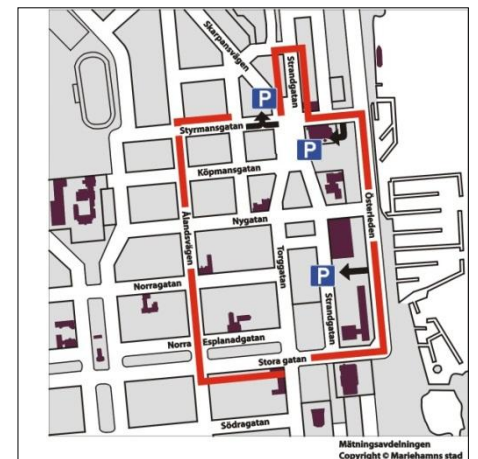 Skarpansvägen
Strandgatan
P
Styrmansgatan
P
Köpmansgatan
Ålandsvägen
Österleden
Nygatan
Torggatan
P
Norragatan
Strandgatan
Norra Esplanadgatan
Stora gatan
Södragatan
Mätningsavdelningen
Copyright © Mariehamns stad